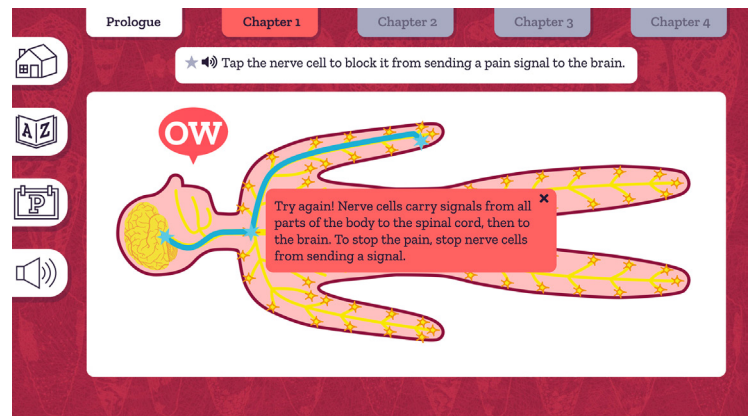 Prologue
Chapter 1
Chapter 2
Chapter 3
Chapter 4
Tap the nerve cell to block it from sending a pain signal to the brain.
A Z
P
OW
Try again! Nerve cells carry signals from all
parts of the body to the spinal cord, then to
the brain. To stop the pain, stop nerve cells
from sending a signal.